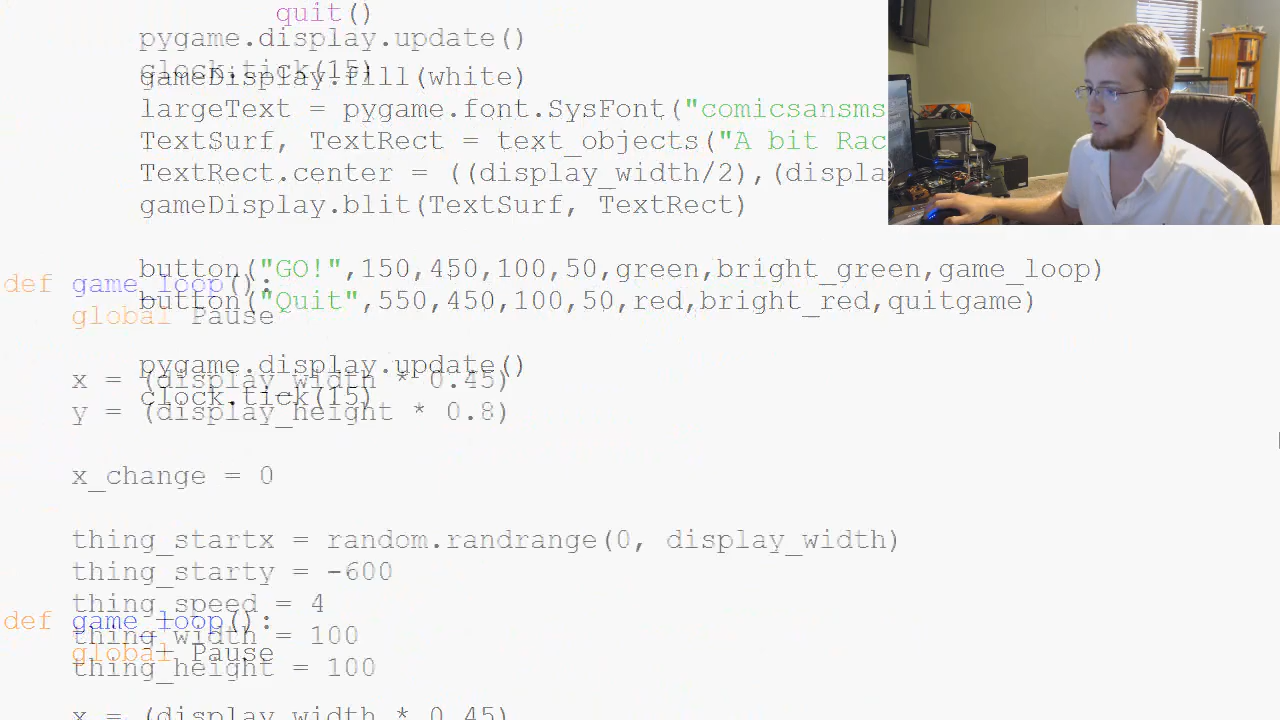 quit()
pygame.display.update()
clock.tick(15)
gameDisplay.fill(white)
largeText = pygame.font.SysFont("comicsansms
TextSurf, TextRect = text_objects("A bit Rac
TextRect.center = ((display_width/2),(displa
gameDisplay.blit(TextSurf, TextRect)
button("GO!",150,450,100,50,green,bright_green,game_loop)
def game_loop():
button("Quit",550,450,100,50,red,bright_red,quitgame)
global Pause
pygame.display.update()
x = (display_width * 0.45)
clock.tick(15)
y = (display_height * 0.8)
x_change = 0
thing_startx = random.randrange(0, display_width)
thing_starty = -600
thing_speed = 4
def game_loop():
thing_width = 100
global Pause
thing_height = 100
x = (display_width * 0.45)